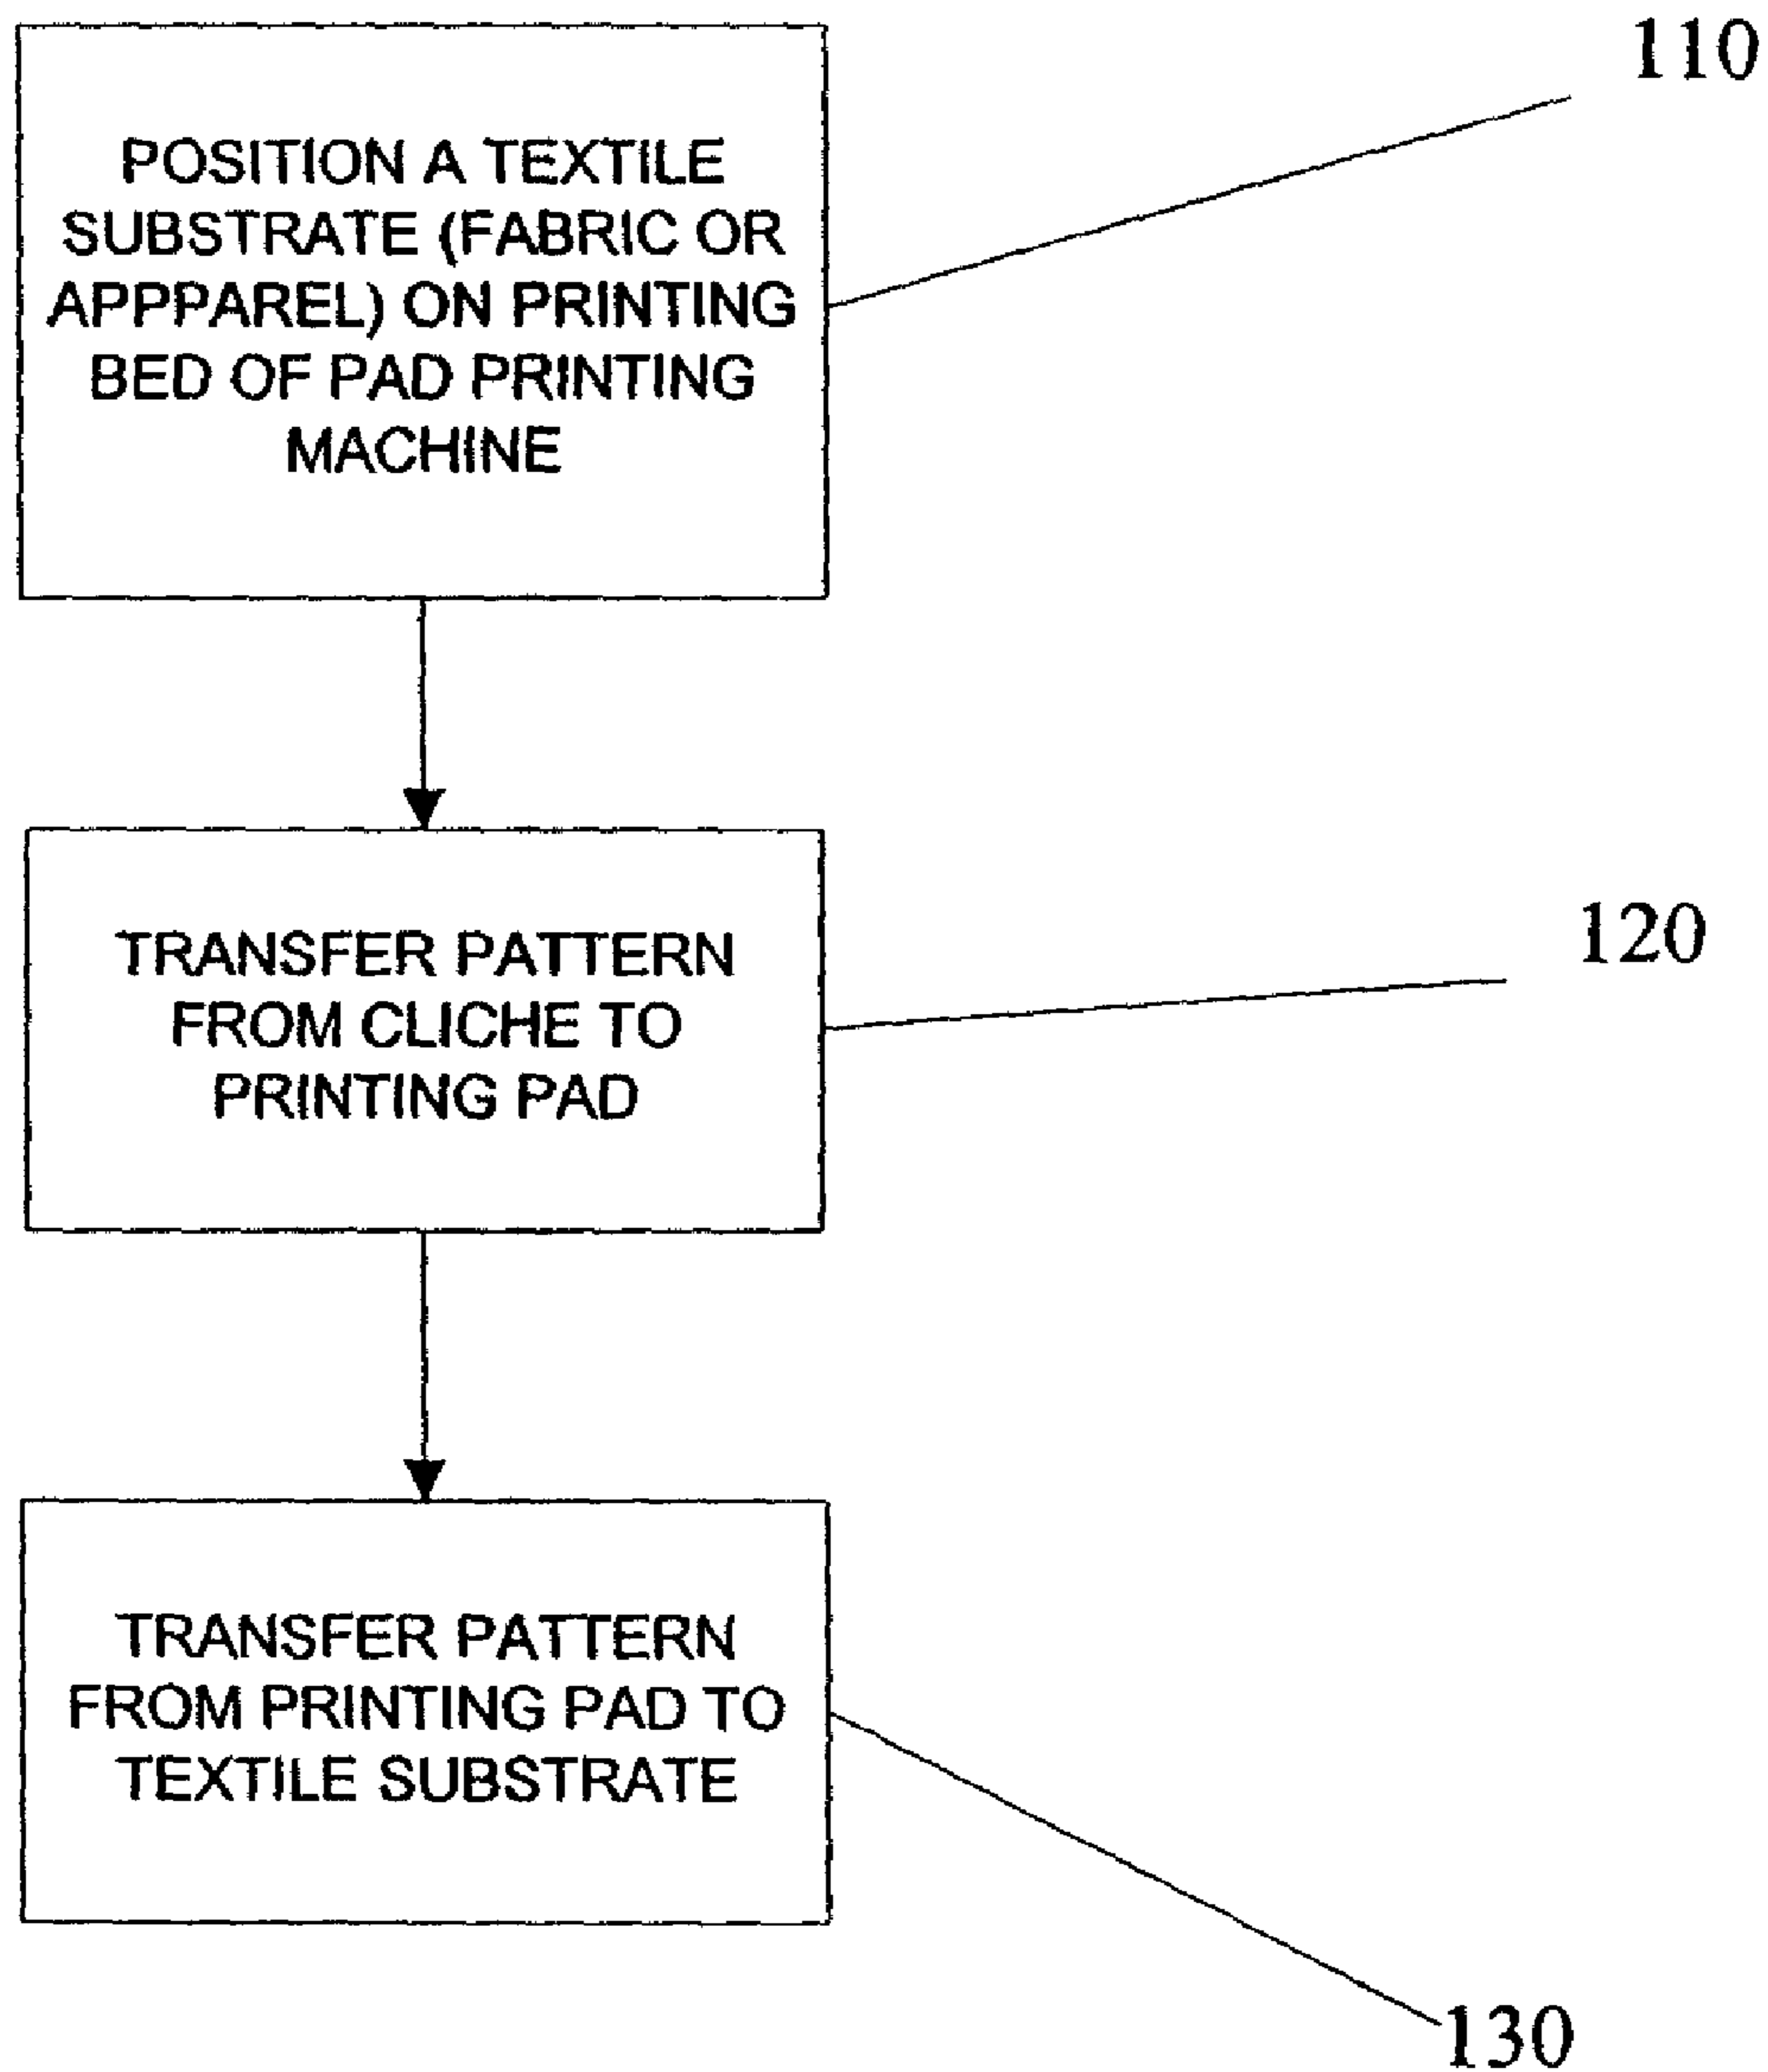 110
POSITION A TEXTILE
SUBSTRATE (FABRIC OR
APPPAREL) ON PRINTING
BED OF PAD PRINTING
MACHINE
120
TRANSFER PATTERN
FROM CLICHE TO
PRINTING PAD
TRANSFER PATTERN
FROM PRINTING PAD TO
TEXTILE SUBSTRATE
130